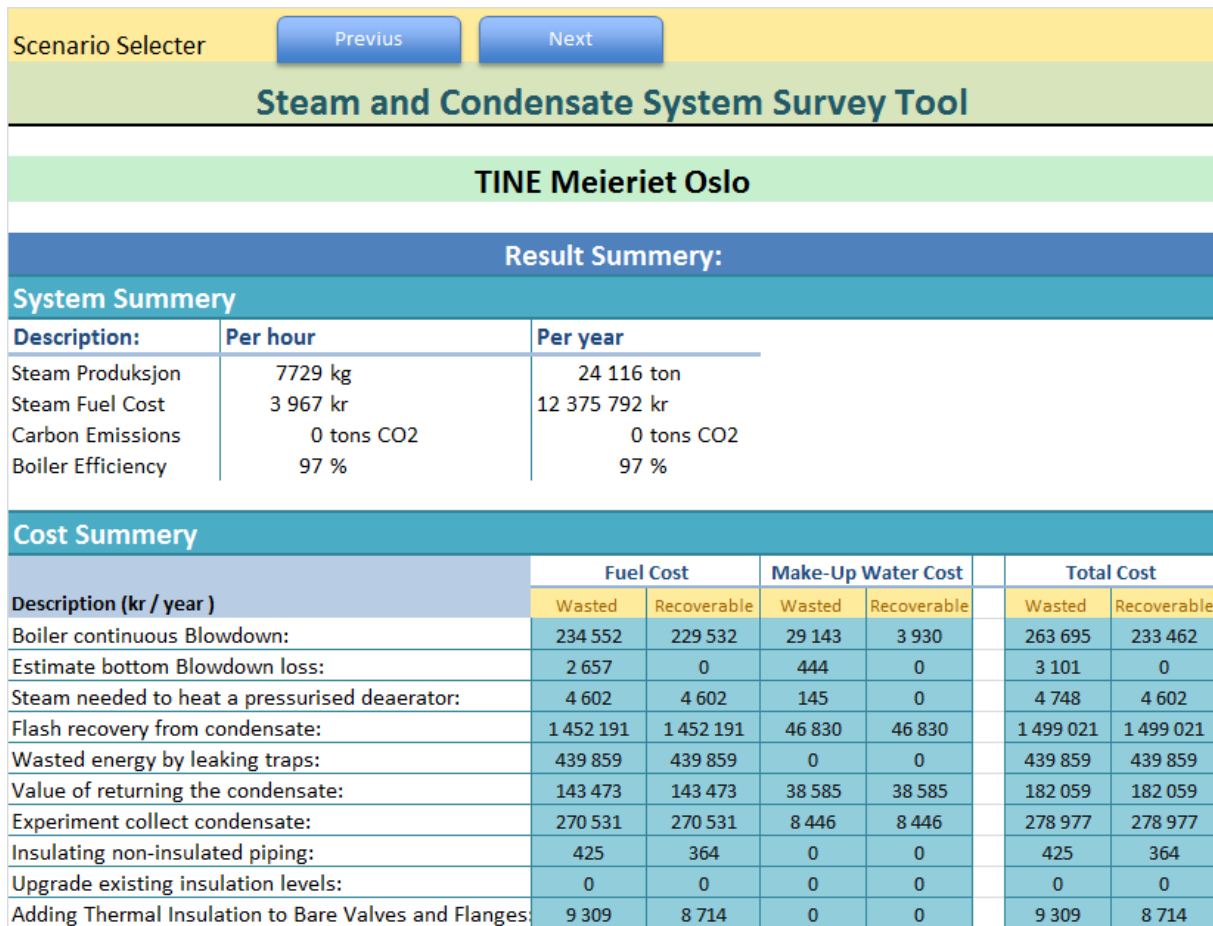 Scenario Selecter Previus Next
Steam and Condensate System Survey Tool
TINE Meieriet Oslo
Result Summery:
System Summery
Description: Per hour Per year
Steam Produksjon 7729 kg 24 116 ton
Steam Fuel Cost 3 967 kr 12 375 792 kr
Carbon Emissions 0 tons CO2 0 tons CO2
Boiler Efficiency 97 % 97 %
Cost Summery
Fuel Cost Make-Up Water Cost Total Cost
Description (kr / year ) Wasted Recoverable Wasted Recoverable Wasted Recoverable
Boiler continuous Blowdown: 234 552 229 532 29 143 3 930 263 695 233 462
Estimate bottom Blowdown loss: 2 657 0 444 0 3 101 0
Steam needed to heat a pressurised deaerator: 4 602 4 602 145 0 4 748 4 602
Flash recovery from condensate: 1 452 191 1 452 191 46 830 46 830 1 499 021 1 499 021
Wasted energy by leaking traps: 439 859 439 859 0 0 439 859 439 859
Value of returning the condensate: 143 473 143 473 38 585 38 585 182 059 182 059
Experiment collect condensate: 270 531 270 531 8 446 8 446 278 977 278 977
Insulating non-insulated piping: 425 364 0 0 425 364
Upgrade existing insulation levels: 0 0 0 0 0 0
Adding Thermal Insulation to Bare Valves and Flanges: 9 309 8 714 0 0 9 309 8 714